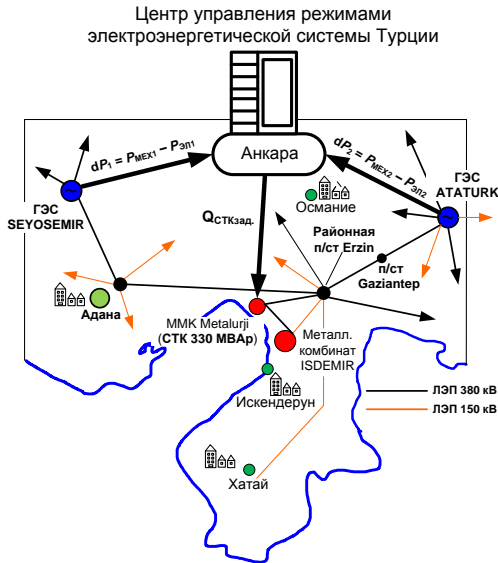 Центр управления режимами
электроэнергетической системы Турции
dP1 = PМЕХ1 – PЭЛ1
Анкара
dP2 = PМЕХ2 – PЭЛ2
ГЭС
SEYOSEMIR
ГЭС
ATATURK
QСТКзад.
Османие
Районная
п/ст Erzin
п/ст
Gaziantep
Адана
MMK Metalurji
(СТК 330 МВАр)
Металл.
комбинат
ISDEMIR
Искендерун
ЛЭП 380 кВ
ЛЭП 150 кВ
Хатай